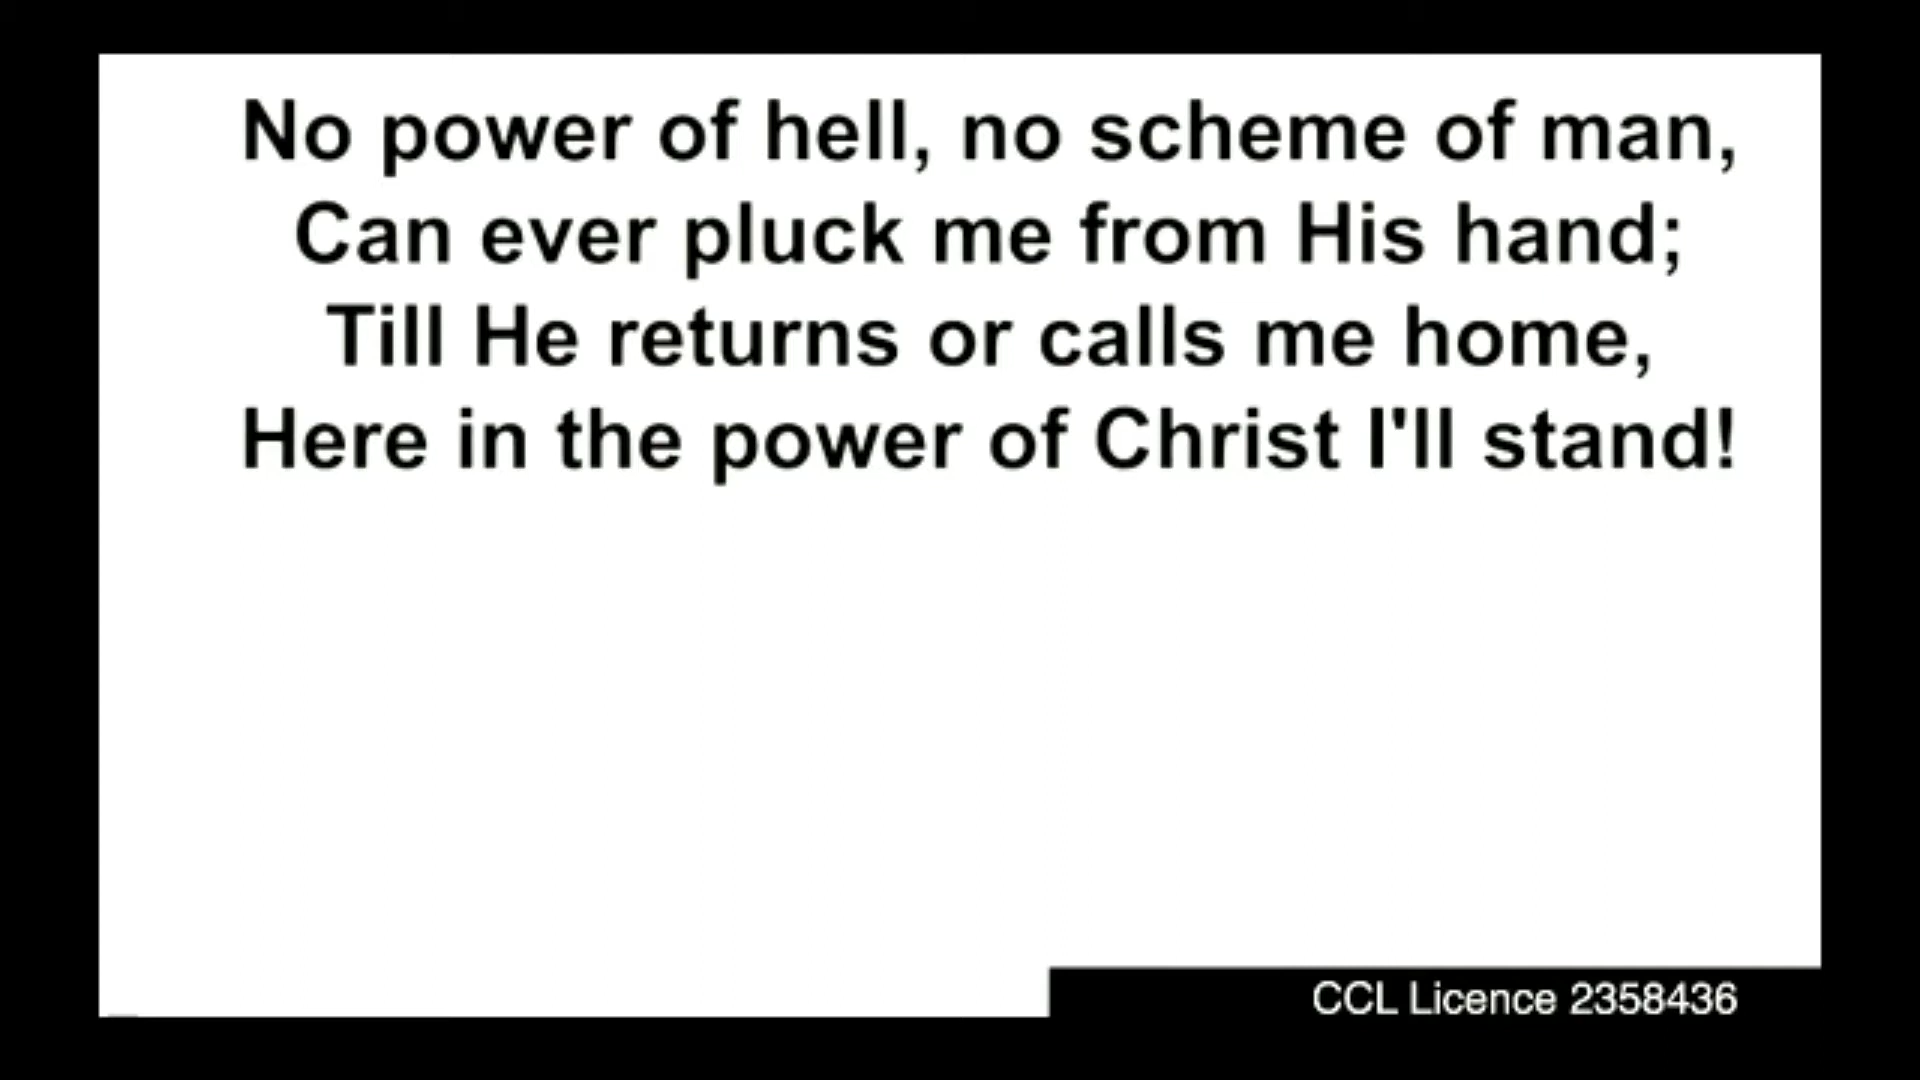 No power of hell, no scheme of man,
Can ever pluck me from His hand;
Till He returns or calls me home,
Here in the power of Christ I'll stand!
CCL Licence 2358436